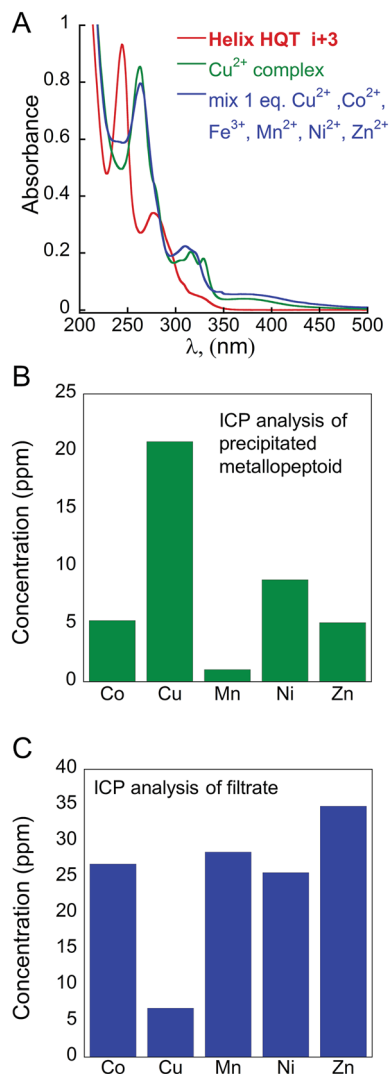 A
1
0.8
0.6
0.4
0.2
0
Absorbance
200 250 300 350 400 500
λ, (nm)
Helix HQT i+3
Cu²⁺ complex
mix 1 eq. Cu²⁺ ,Co²⁺,
Fe³⁺, Mn²⁺, Ni²⁺, Zn²⁺
B
25
20
15
10
5
0
Concentration (ppm)
ICP analysis of
precipitated
metallopeptoid
Co Cu Mn Ni Zn
C
40
35
30
25
20
15
10
5
0
Concentration (ppm)
ICP analysis of filtrate
Co Cu Mn Ni Zn